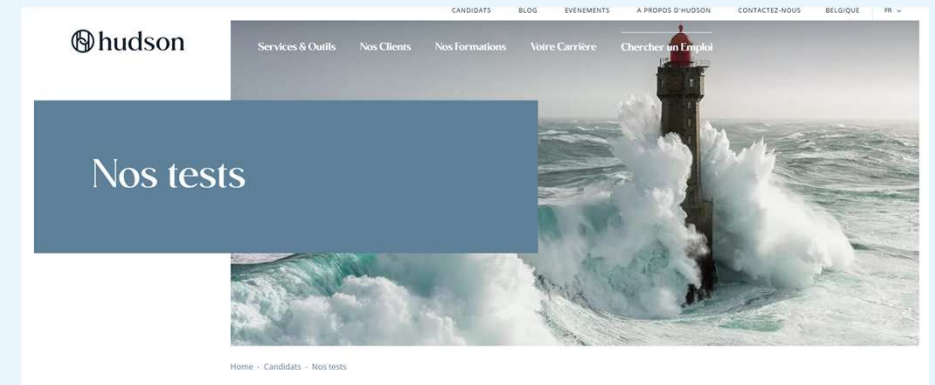 CANDIDATS BLOG EVENEMENTS A PROPOS D'HUDSON CONTACTEZ-NOUS BELGIQUE FR
hudson
Services & Outils Nos Clients Nos Formations Votre Carrière Chercher un Emploi
Nos tests
Home - Candidats - Nos tests